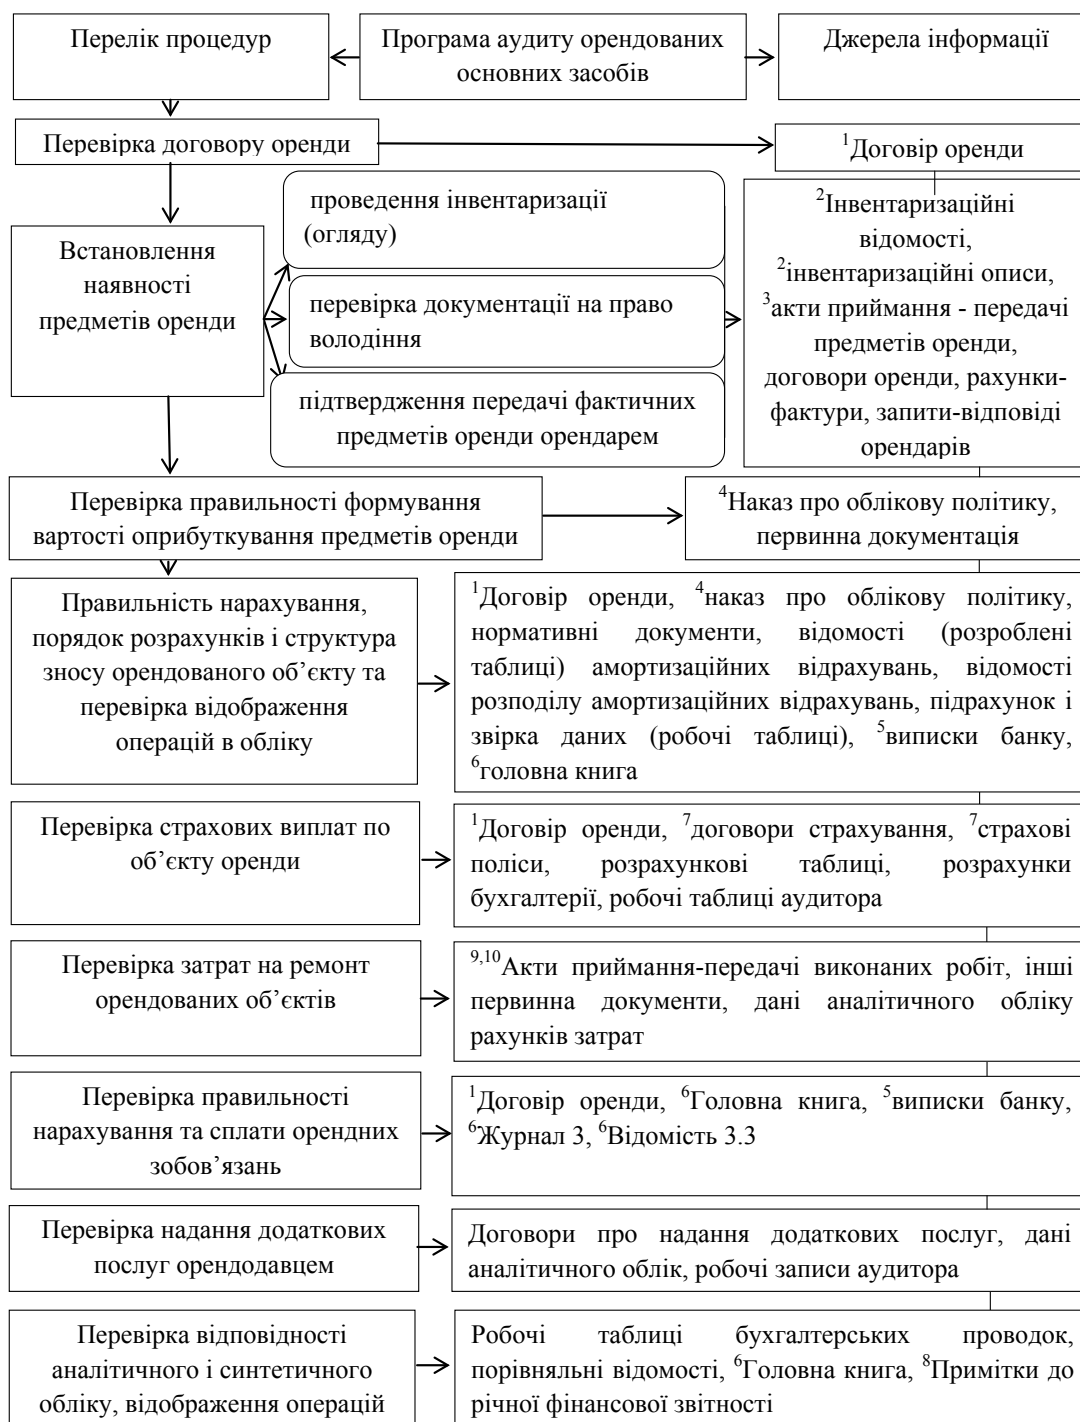 Перелік процедур
Програма аудиту орендованих
основних засобів
Джерела інформації
Перевірка договору оренди
¹Договір оренди
Встановлення
наявності
предметів оренди
проведення інвентаризації
(огляду)
перевірка документації на право
володіння
підтвердження передачі фактичних
предметів оренди орендарем
²Інвентаризаційні
відомості,
²інвентаризаційні описи,
³акти приймання - передачі
предметів оренди,
договори оренди, рахунки-
фактури, запити-відповіді
орендарів
Перевірка правильності формування
вартості оприбуткування предметів оренди
⁴Наказ про облікову політику,
первинна документація
Правильність нарахування,
порядок розрахунків і структура
зносу орендованого об’єкту та
перевірка відображення
операцій в обліку
¹Договір оренди, ⁴наказ про облікову політику,
нормативні документи, відомості (розроблені
таблиці) амортизаційних відрахувань, відомості
розподілу амортизаційних відрахувань, підрахунок і
звірка даних (робочі таблиці), ⁵виписки банку,
⁶головна книга
Перевірка страхових виплат по
об’єкту оренди
¹Договір оренди, ⁷договори страхування, ⁷страхові
поліси, розрахункові таблиці, розрахунки
бухгалтерії, робочі таблиці аудитора
Перевірка затрат на ремонт
орендованих об’єктів
⁹,¹⁰Акти приймання-передачі виконаних робіт, інші
первинна документи, дані аналітичного обліку
рахунків затрат
Перевірка правильності
нарахування та сплати орендних
зобов’язань
¹Договір оренди, ⁶Головна книга, ⁵виписки банку,
⁶Журнал 3, ⁶Відомість 3.3
Перевірка надання додаткових
послуг орендодавцем
Договори про надання додаткових послуг, дані
аналітичного облік, робочі записи аудитора
Перевірка відповідності
аналітичного і синтетичного
обліку, відображення операцій
Робочі таблиці бухгалтерських проводок,
порівняльні відомості, ⁶Головна книга, ⁸Примітки до
річної фінансової звітності